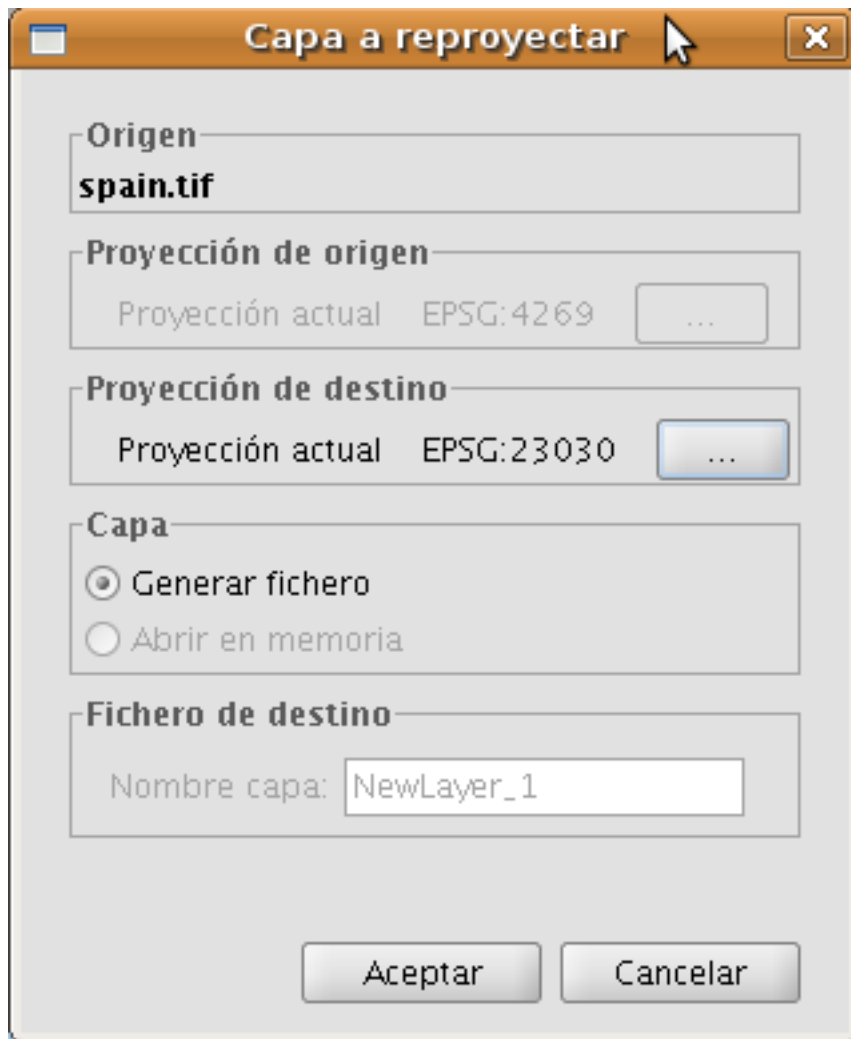 Capa a reproyectar
Origen
spain.tif
Proyección de origen
Proyección actual EPSG:4269 ...
Proyección de destino
Proyección actual EPSG:23030 ...
Capa
Generar fichero
Abrir en memoria
Fichero de destino
Nombre capa: NewLayer_1
Aceptar Cancelar